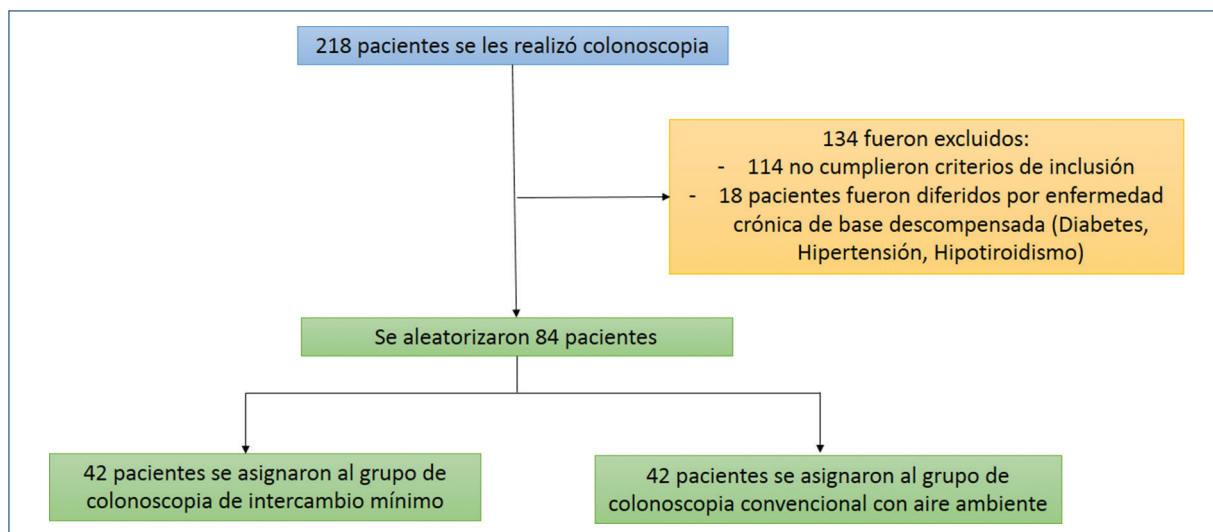 218 pacientes se les realizó colonoscopia
134 fueron excluidos:
- 114 no cumplieron criterios de inclusión
- 18 pacientes fueron diferidos por enfermedad
crónica de base descompensada (Diabetes,
Hipertensión, Hipotiroidismo)
Se aleatorizaron 84 pacientes
42 pacientes se asignaron al grupo de
colonoscopia de intercambio mínimo
42 pacientes se asignaron al grupo de
colonoscopia convencional con aire ambiente